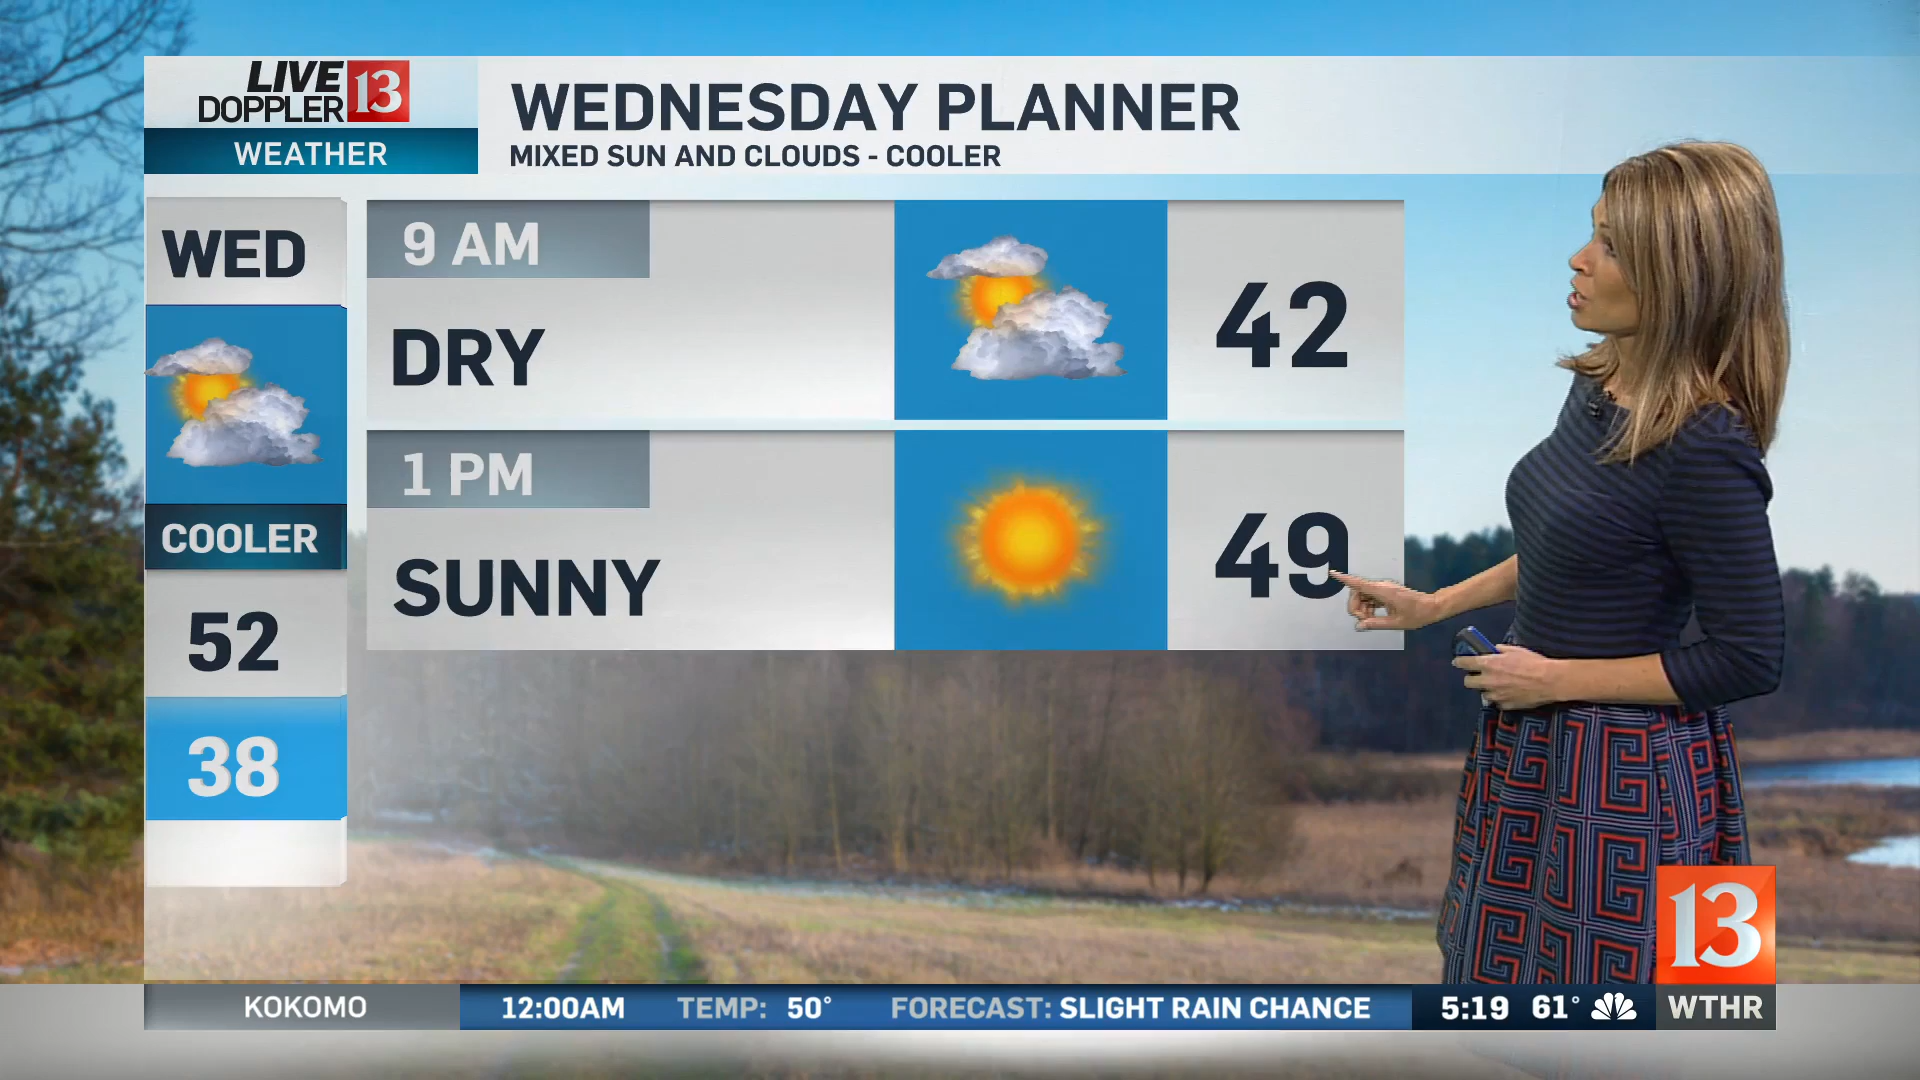 LIVE
DOPPLER 13
WEATHER
WEDNESDAY PLANNER
MIXED SUN AND CLOUDS - COOLER
WED
COOLER
52
38
9 AM
DRY
42
1 PM
SUNNY
49
13
KOKOMO
12:00AM TEMP: 50° FORECAST: SLIGHT RAIN CHANCE
5:19 61°
WTHR